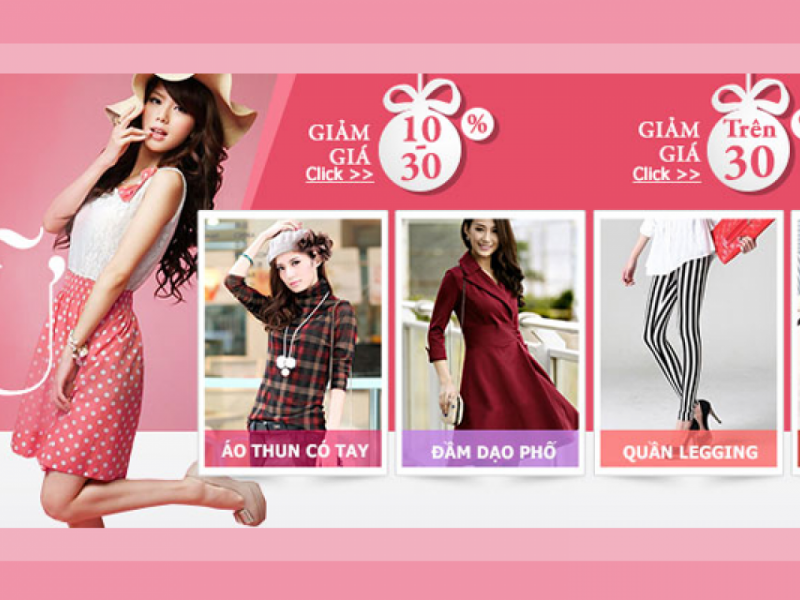 GIẢM
GIÁ
Click >>
10
-
30
%
GIẢM
GIÁ
Click >>
Trên
30
ÁO THUN CÓ TAY
ĐẦM DẠO PHỐ
QUẦN LEGGING